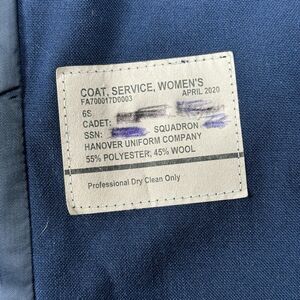 COAT, SERVICE, WOMEN'S
FA700017D0003 APRIL 2020
6S
CADET:
SSN: SQUADRON
HANOVER UNIFORM COMPANY
55% POLYESTER, 45% WOOL
Professional Dry Clean Only